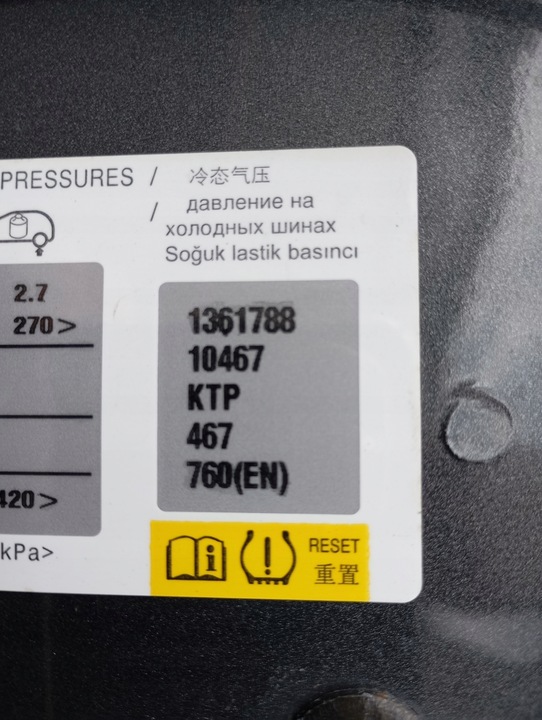 PRESSURES / 冷态气压
/ давление на
холодных шинах
Soğuk lastik basıncı
2.7
270>
420>
kPa>
1361788
10467
KTP
467
760(EN)
RESET
重置